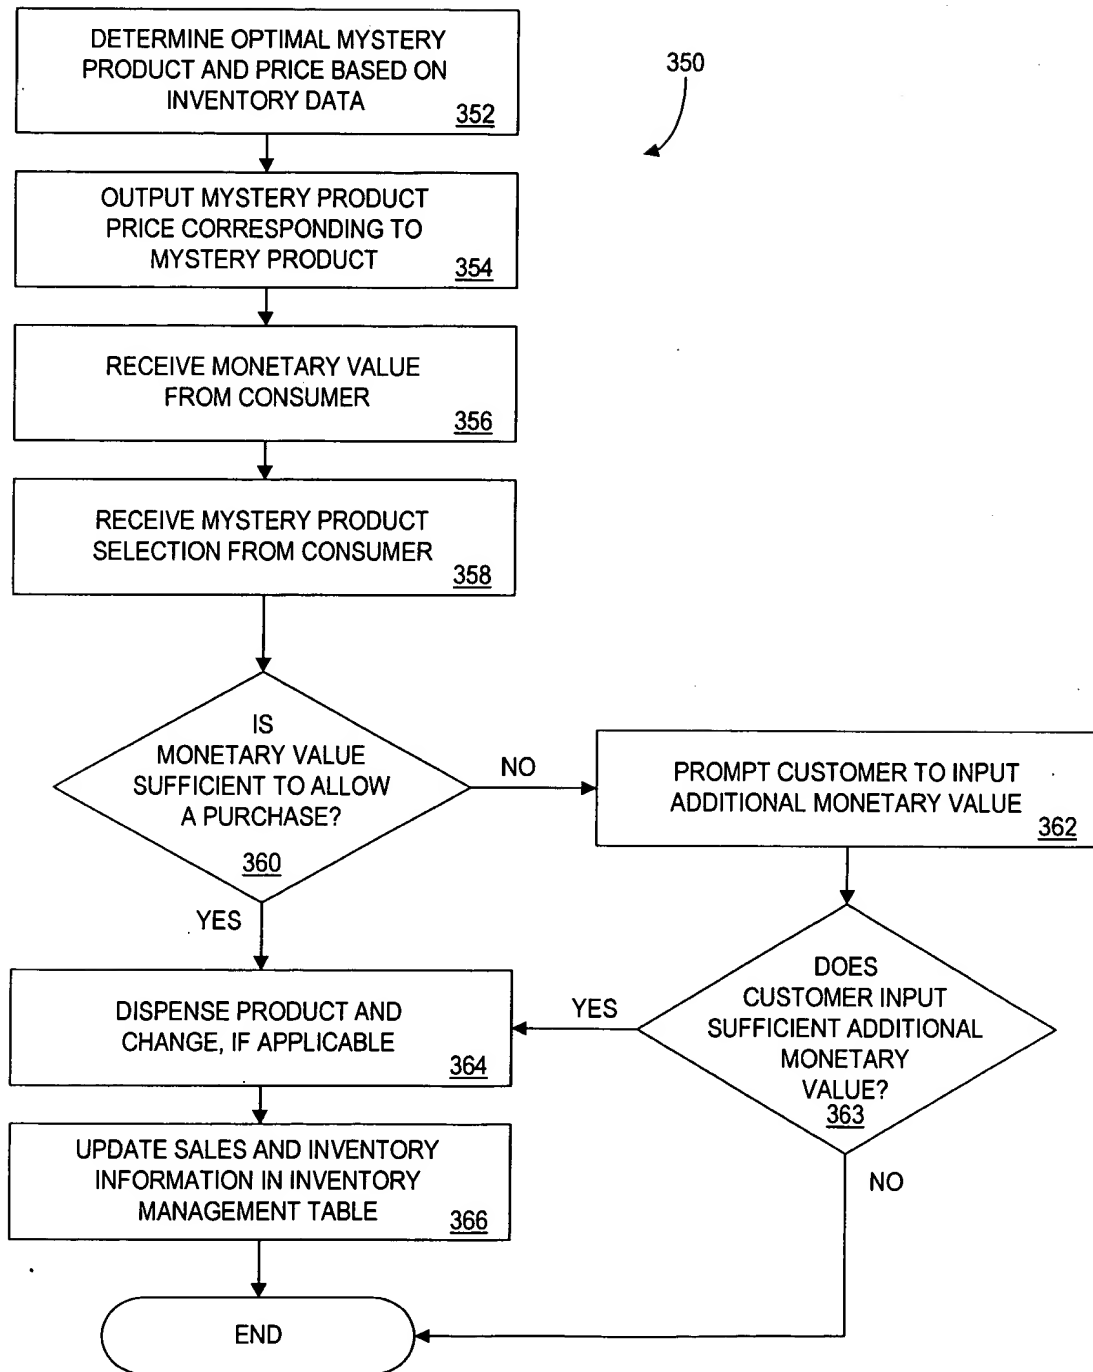 DETERMINE OPTIMAL MYSTERY
PRODUCT AND PRICE BASED ON
INVENTORY DATA
352
350
OUTPUT MYSTERY PRODUCT
PRICE CORRESPONDING TO
MYSTERY PRODUCT
354
RECEIVE MONETARY VALUE
FROM CONSUMER
356
RECEIVE MYSTERY PRODUCT
SELECTION FROM CONSUMER
358
IS
MONETARY VALUE
SUFFICIENT TO ALLOW
A PURCHASE?
360
NO
PROMPT CUSTOMER TO INPUT
ADDITIONAL MONETARY VALUE
362
YES
DOES
CUSTOMER INPUT
SUFFICIENT ADDITIONAL
MONETARY
VALUE?
363
YES
DISPENSE PRODUCT AND
CHANGE, IF APPLICABLE
364
NO
UPDATE SALES AND INVENTORY
INFORMATION IN INVENTORY
MANAGEMENT TABLE
366
END